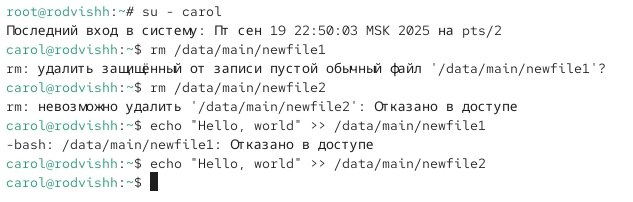 root@rodvishh:~# su - carol
Последний вход в систему: Пт сен 19 22:50:03 MSK 2025 на pts/2
carol@rodvishh:~$ rm /data/main/newfile1
rm: удалить защищённый от записи пустой обычный файл '/data/main/newfile1'?
carol@rodvishh:~$ rm /data/main/newfile2
rm: невозможно удалить '/data/main/newfile2': Отказано в доступе
carol@rodvishh:~$ echo "Hello, world" >> /data/main/newfile1
-bash: /data/main/newfile1: Отказано в доступе
carol@rodvishh:~$ echo "Hello, world" >> /data/main/newfile2
carol@rodvishh:~$